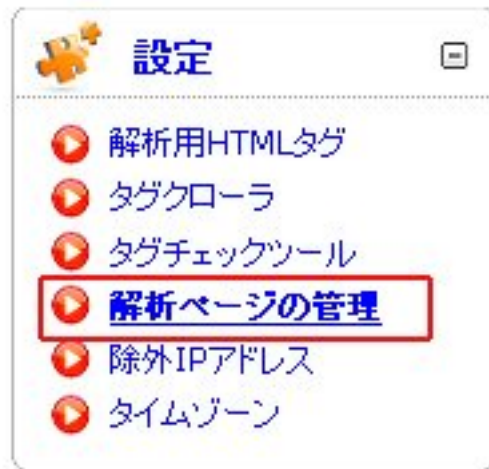 設定
解析用HTMLタグ
タグクローラ
タグチェックツール
解析ページの管理
除外IPアドレス
タイムゾーン